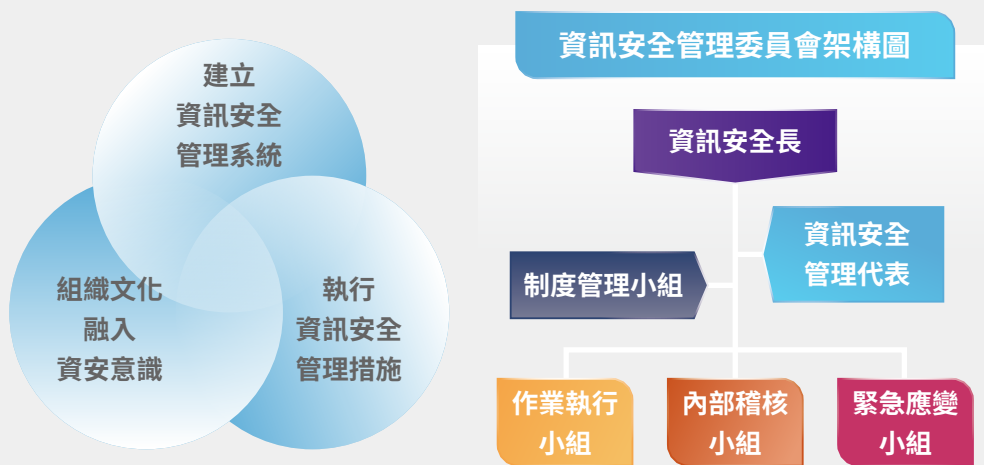 建立
資訊安全
管理系統
組織文化
融入
資安意識
執行
資訊安全
管理措施
資訊安全管理委員會架構圖
資訊安全長
資訊安全
管理代表
制度管理小組
作業執行
小組
內部稽核
小組
緊急應變
小組